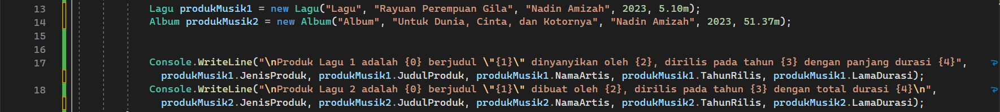 13 Lagu produkMusik1 = new Lagu("Lagu", "Rayuan Perempuan Gila", "Nadin Amizah", 2023, 5.10m);
14 Album produkMusik2 = new Album("Album", "Untuk Dunia, Cinta, dan Kotornya", "Nadin Amizah", 2023, 51.37m);
15
16
17 Console.WriteLine("\nProduk Lagu 1 adalah {0} berjudul \"{1}\" dinyanyikan oleh {2}, dirilis pada tahun {3} dengan panjang durasi {4}",
produkMusik1.JenisProduk, produkMusik1.JudulProduk, produkMusik1.NamaArtis, produkMusik1.TahunRilis, produkMusik1.LamaDurasi);
18 Console.WriteLine("\nProduk Lagu 2 adalah {0} berjudul \"{1}\" dibuat oleh {2}, dirilis pada tahun {3} dengan total durasi {4}\n",
produkMusik2.JenisProduk, produkMusik2.JudulProduk, produkMusik2.NamaArtis, produkMusik2.TahunRilis, produkMusik2.LamaDurasi);